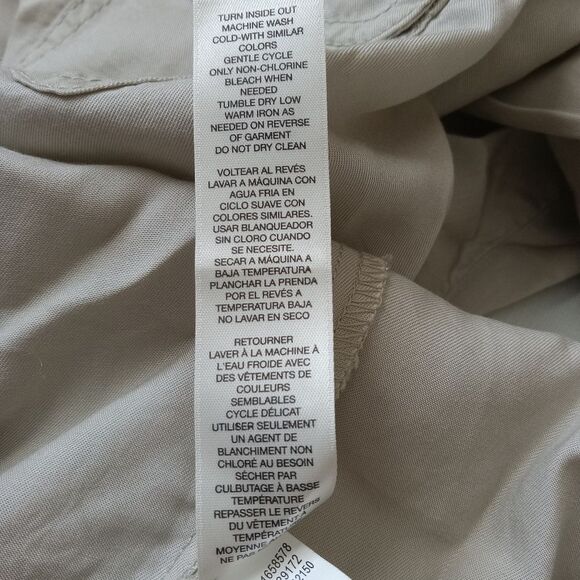 TURN INSIDE OUT
MACHINE WASH
COLD-WITH SIMILAR
COLORS
GENTLE CYCLE
ONLY NON-CHLORINE
BLEACH WHEN
NEEDED
TUMBLE DRY LOW
WARM IRON AS
NEEDED ON REVERSE
OF GARMENT
DO NOT DRY CLEAN
VOLTEAR AL REVÉS
LAVAR A MÁQUINA CON
AGUA FRIA EN
CICLO SUAVE CON
COLORES SIMILARES.
USAR BLANQUEADOR
SIN CLORO CUANDO
SE NECESITE.
SECAR A MÁQUINA A
BAJA TEMPERATURA
PLANCHAR LA PRENDA
POR EL REVÉS A
TEMPERATURA BAJA
NO LAVAR EN SECO
RETOURNER
LAVER À LA MACHINE À
L'EAU FROIDE AVEC
DES VÊTEMENTS DE
COULEURS
SEMBLABLES
CYCLE DÉLICAT
UTILISER SEULEMENT
UN AGENT DE
BLANCHIMENT NON
CHLORÉ AU BESOIN
SÉCHER PAR
CULBUTAGE À BASSE
TEMPÉRATURE
REPASSER LE REVERS
DU VÊTEMENT À
MOYENNE
NE PAS
1658578
9172
2150